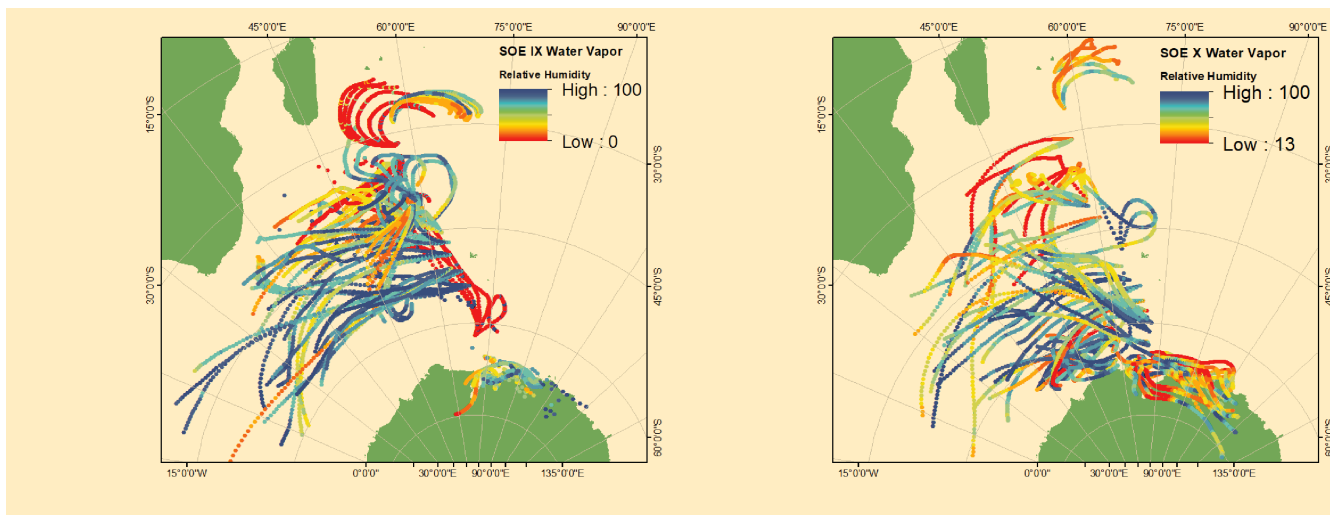 45°0'0"E 60°0'0"E 75°0'0"E 90°0'0"E
SOE IX Water Vapor
Relative Humidity
High : 100
Low : 0
15°0'0"S
30°0'0"S
30°0'0"S
45°0'0"S
60°0'0"S
15°0'0"W 0°0'0" 30°0'0"E 90°0'0"E 135°0'0"E
45°0'0"E 60°0'0"E 75°0'0"E 90°0'0"E
SOE X Water Vapor
Relative Humidity
High : 100
Low : 13
15°0'0"S
30°0'0"S
30°0'0"S
45°0'0"S
60°0'0"S
15°0'0"W 0°0'0" 30°0'0"E 90°0'0"E 135°0'0"E